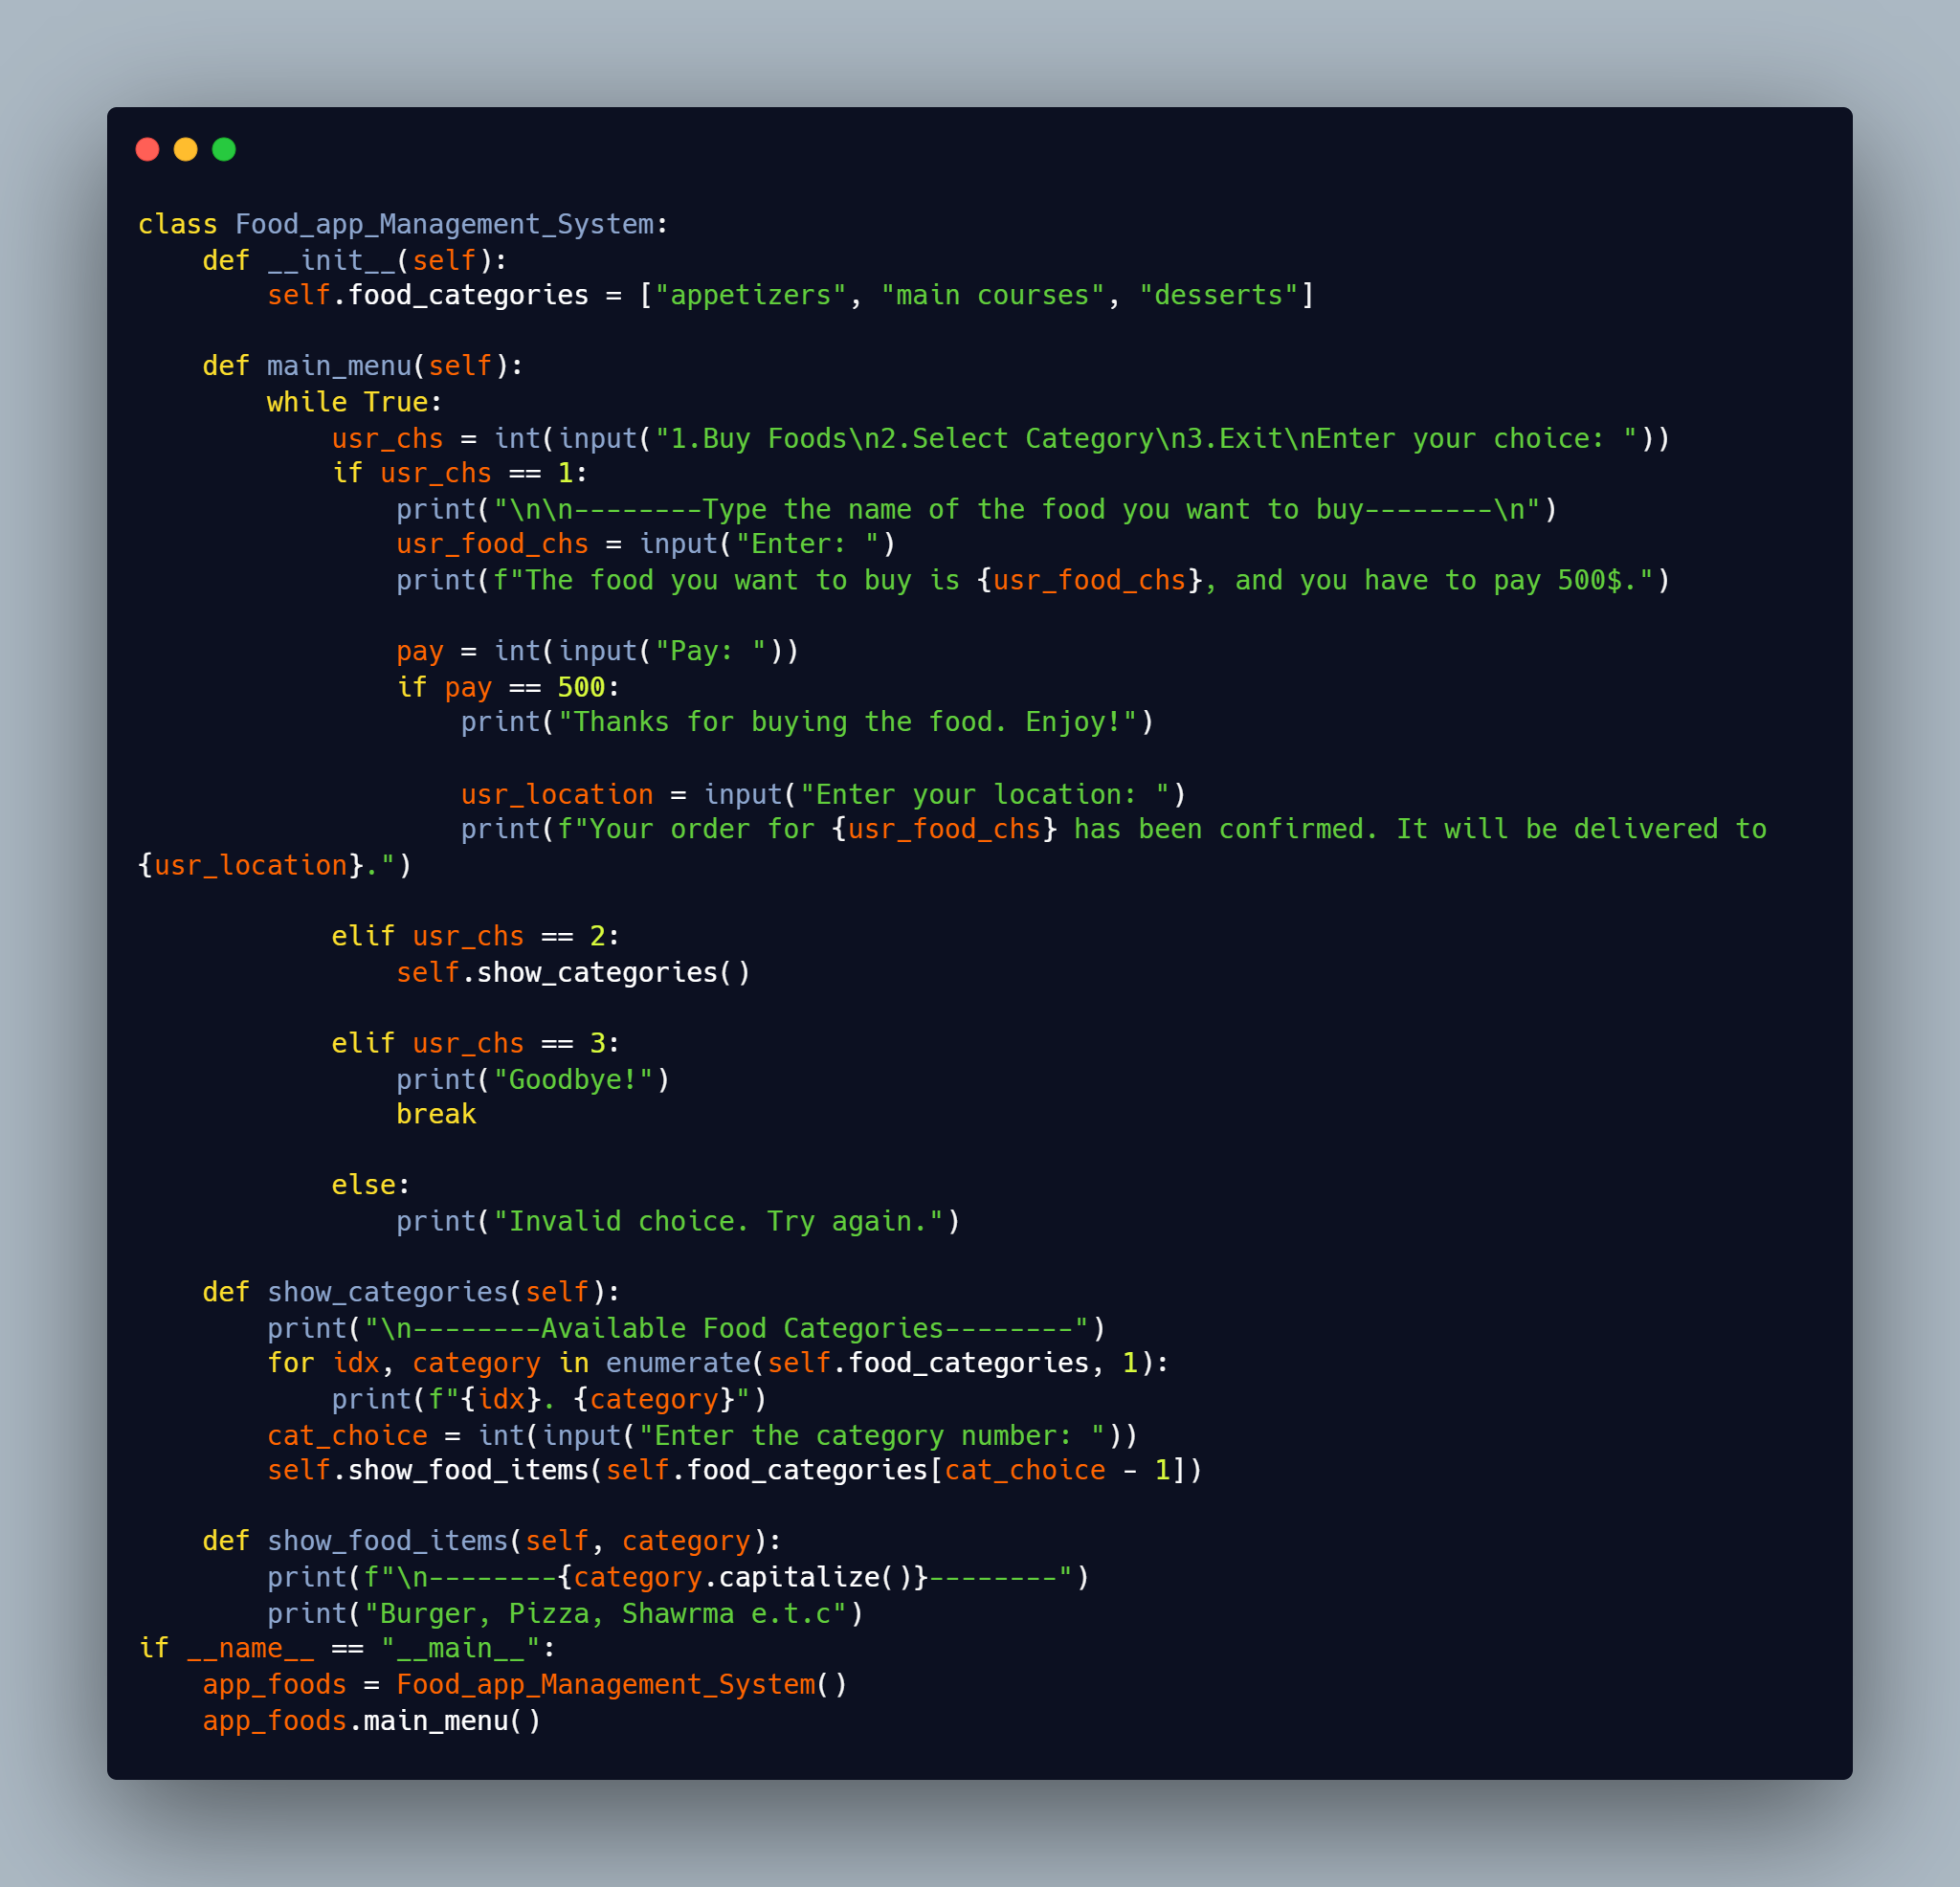 class Food_app_Management_System:
    def __init__(self):
        self.food_categories = ["appetizers", "main courses", "desserts"]

    def main_menu(self):
        while True:
            usr_chs = int(input("1.Buy Foods\n2.Select Category\n3.Exit\nEnter your choice: "))
            if usr_chs == 1:
                print("\n\n--------Type the name of the food you want to buy--------\n")
                usr_food_chs = input("Enter: ")
                print(f"The food you want to buy is {usr_food_chs}, and you have to pay 500$.")

                pay = int(input("Pay: "))
                if pay == 500:
                    print("Thanks for buying the food. Enjoy!")

                    usr_location = input("Enter your location: ")
                    print(f"Your order for {usr_food_chs} has been confirmed. It will be delivered to
{usr_location}.")

            elif usr_chs == 2:
                self.show_categories()

            elif usr_chs == 3:
                print("Goodbye!")
                break

            else:
                print("Invalid choice. Try again.")

    def show_categories(self):
        print("\n--------Available Food Categories--------")
        for idx, category in enumerate(self.food_categories, 1):
            print(f"{idx}. {category}")
        cat_choice = int(input("Enter the category number: "))
        self.show_food_items(self.food_categories[cat_choice - 1])

    def show_food_items(self, category):
        print(f"\n--------{category.capitalize()}--------")
        print("Burger, Pizza, Shawrma e.t.c")
if __name__ == "__main__":
    app_foods = Food_app_Management_System()
    app_foods.main_menu()